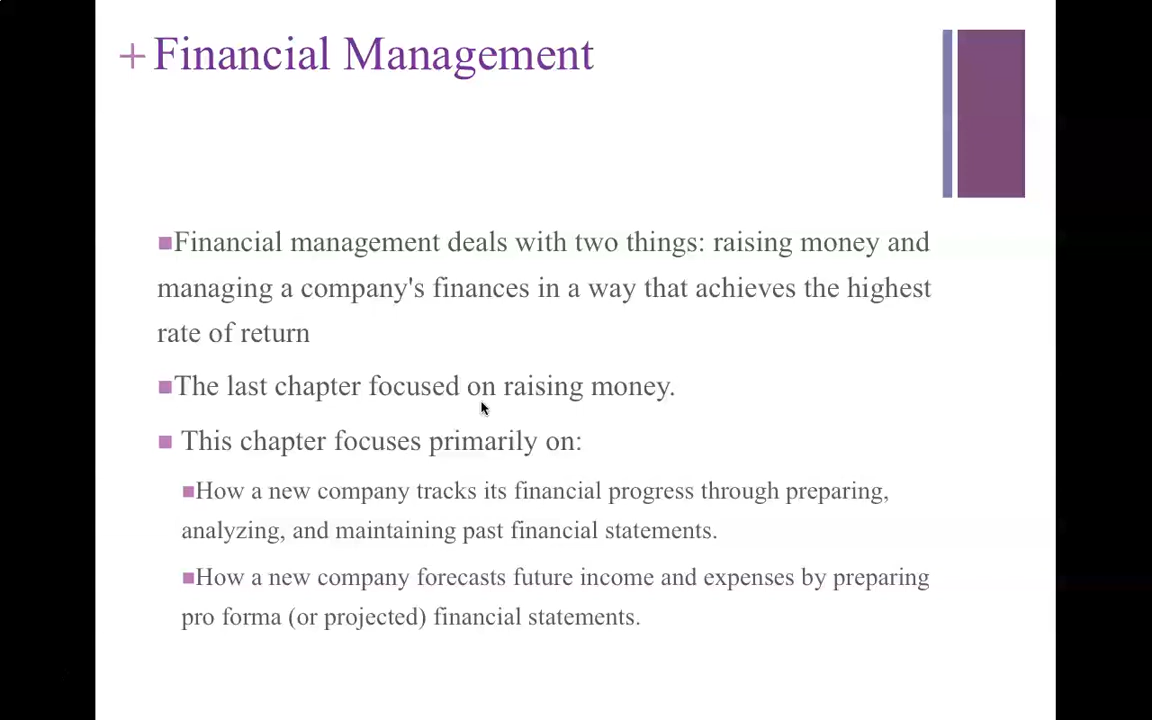 + Financial Management
■Financial management deals with two things: raising money and
managing a company's finances in a way that achieves the highest
rate of return
■The last chapter focused on raising money.
■ This chapter focuses primarily on:
■How a new company tracks its financial progress through preparing,
analyzing, and maintaining past financial statements.
■How a new company forecasts future income and expenses by preparing
pro forma (or projected) financial statements.